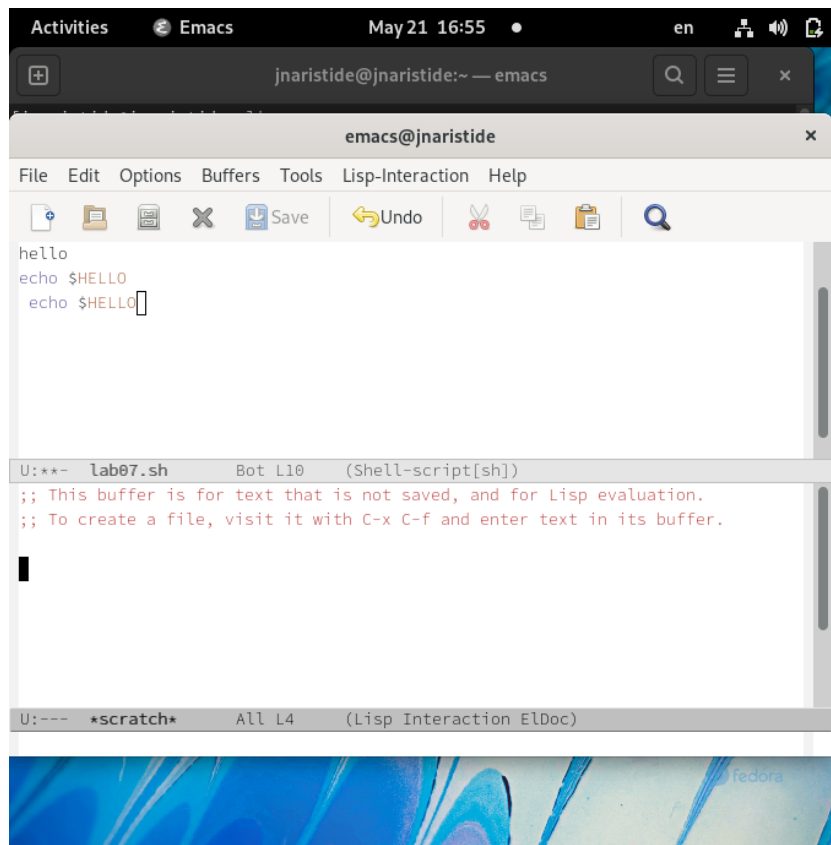 Activities Emacs May 21 16:55 en
jnaristide@jnaristide:~ — emacs
emacs@jnaristide
File Edit Options Buffers Tools Lisp-Interaction Help
Save Undo
hello
echo $HELLO
 echo $HELLO
U:**- lab07.sh Bot L10 (Shell-script[sh])
;; This buffer is for text that is not saved, and for Lisp evaluation.
;; To create a file, visit it with C-x C-f and enter text in its buffer.
U:--- *scratch* All L4 (Lisp Interaction ElDoc)
fedora